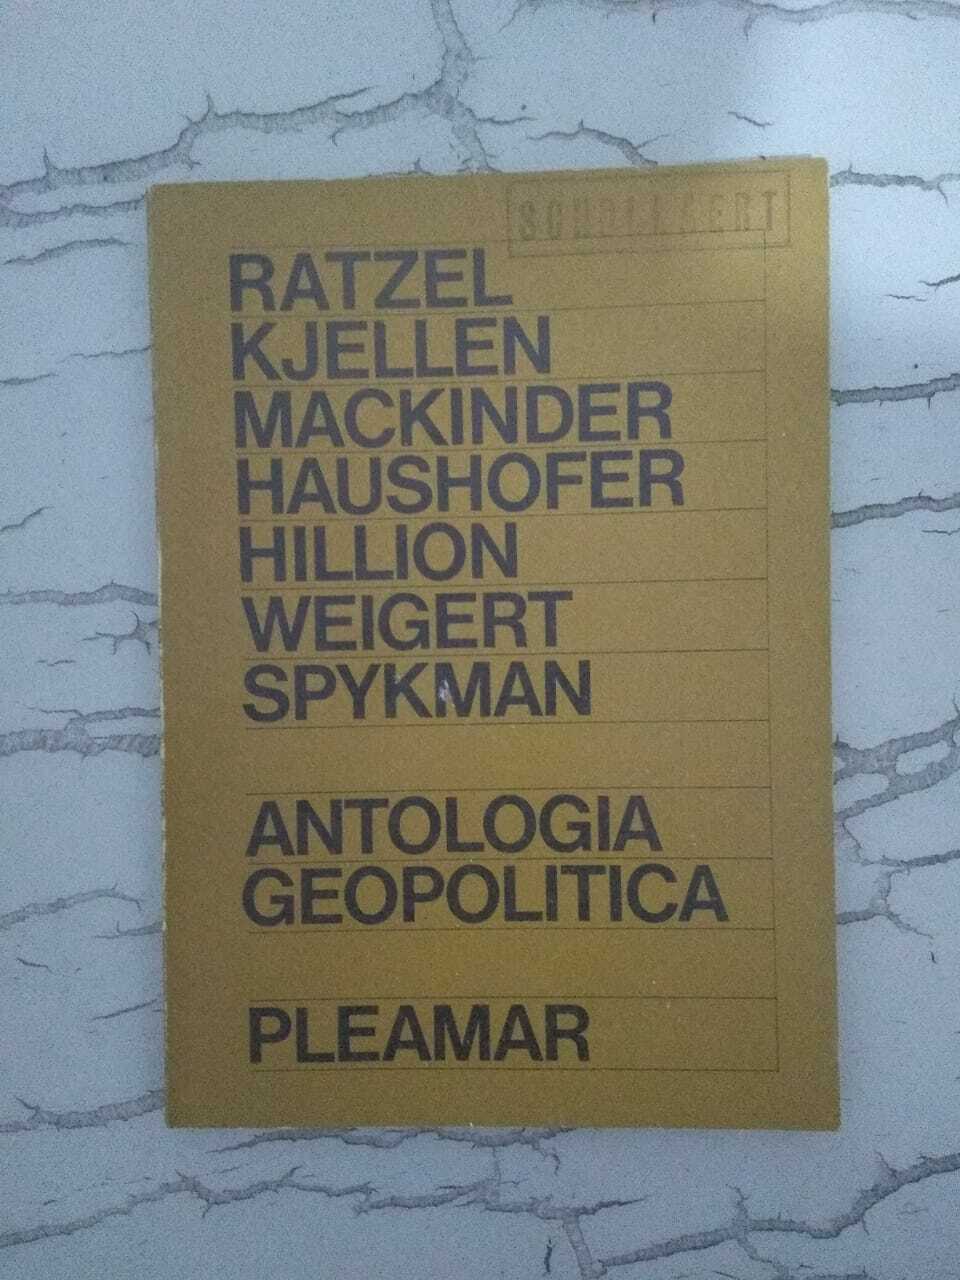 RATZEL
KJELLEN
MACKINDER
HAUSHOFER
HILLION
WEIGERT
SPYKMAN
ANTOLOGIA
GEOPOLITICA
PLEAMAR